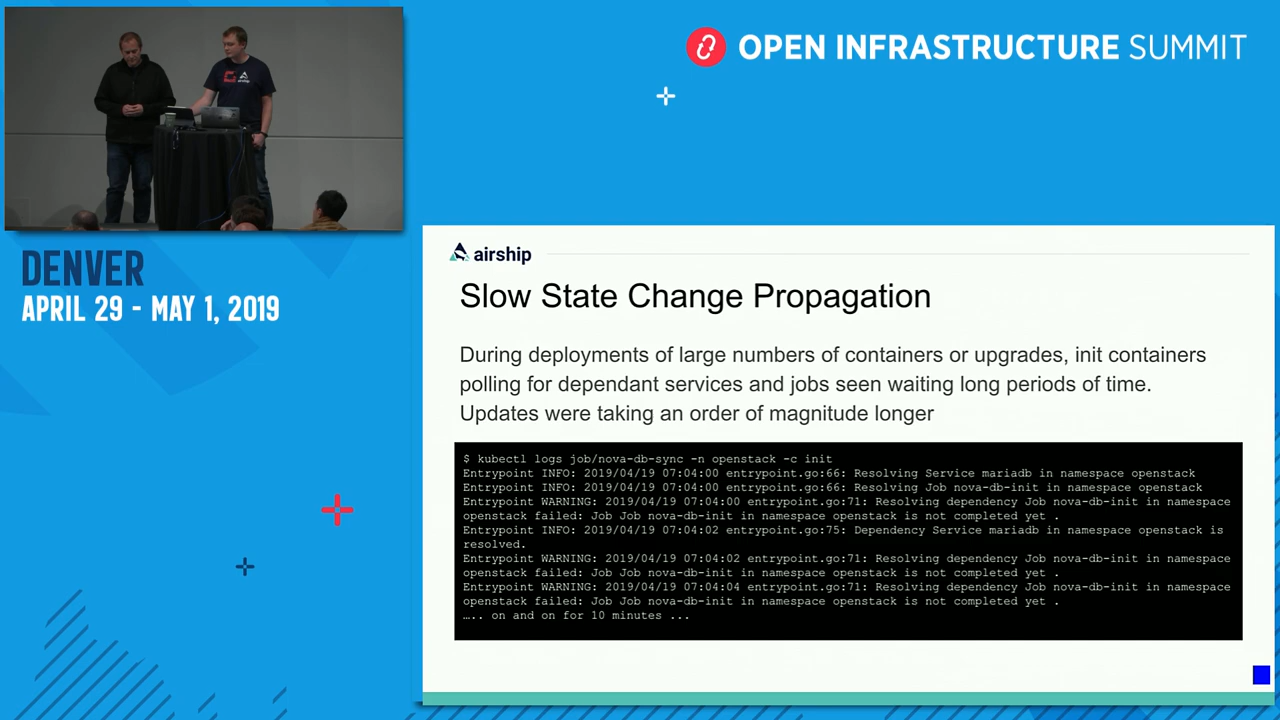 OPEN INFRASTRUCTURE SUMMIT
airship
DENVER
APRIL 29 - MAY 1, 2019
airship
Slow State Change Propagation
During deployments of large numbers of containers or upgrades, init containers
polling for dependant services and jobs seen waiting long periods of time.
Updates were taking an order of magnitude longer
$ kubectl logs job/nova-db-sync -n openstack -c init
Entrypoint INFO: 2019/04/19 07:04:00 entrypoint.go:66: Resolving Service mariadb in namespace openstack
Entrypoint INFO: 2019/04/19 07:04:00 entrypoint.go:66: Resolving Job nova-db-init in namespace openstack
Entrypoint WARNING: 2019/04/19 07:04:00 entrypoint.go:71: Resolving dependency Job nova-db-init in namespace
openstack failed: Job Job nova-db-init in namespace openstack is not completed yet .
Entrypoint INFO: 2019/04/19 07:04:02 entrypoint.go:75: Dependency Service mariadb in namespace openstack is
resolved.
Entrypoint WARNING: 2019/04/19 07:04:02 entrypoint.go:71: Resolving dependency Job nova-db-init in namespace
openstack failed: Job Job nova-db-init in namespace openstack is not completed yet .
Entrypoint WARNING: 2019/04/19 07:04:04 entrypoint.go:71: Resolving dependency Job nova-db-init in namespace
openstack failed: Job Job nova-db-init in namespace openstack is not completed yet .
….. on and on for 10 minutes ...